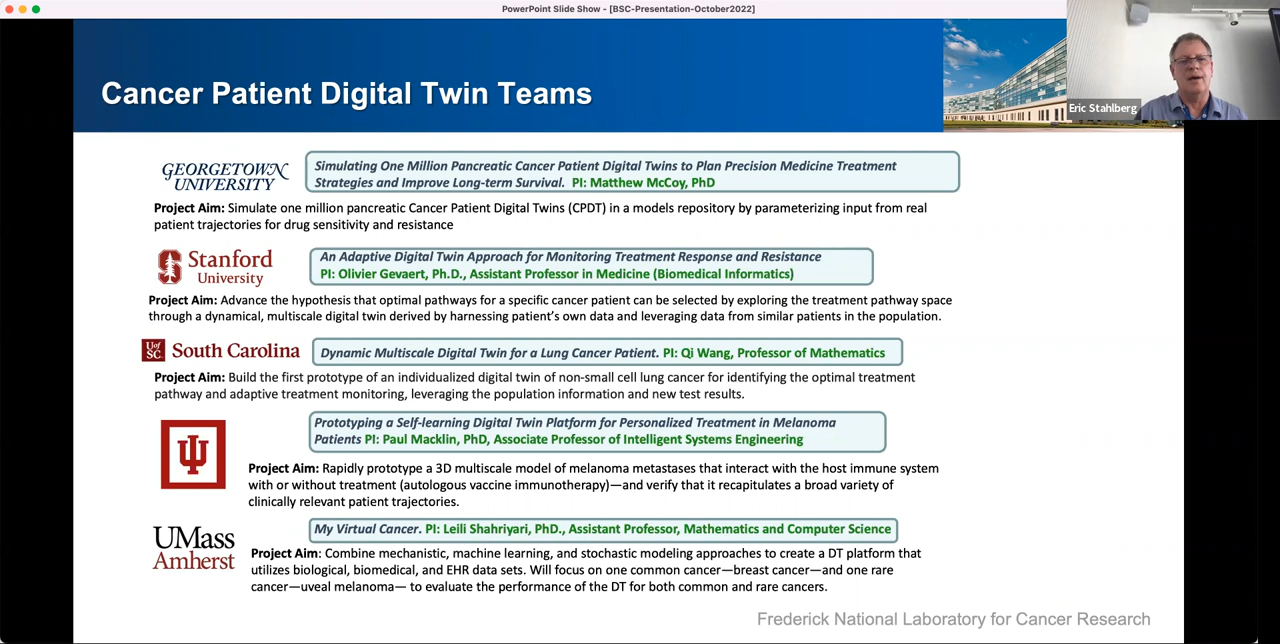 PowerPoint Slide Show - [BSC-Presentation-October2022]
Cancer Patient Digital Twin Teams
Eric Stahlberg
GEORGETOWN
UNIVERSITY
Simulating One Million Pancreatic Cancer Patient Digital Twins to Plan Precision Medicine Treatment
Strategies and Improve Long-term Survival. PI: Matthew McCoy, PhD
Project Aim: Simulate one million pancreatic Cancer Patient Digital Twins (CPDT) in a models repository by parameterizing input from real
patient trajectories for drug sensitivity and resistance
Stanford
University
An Adaptive Digital Twin Approach for Monitoring Treatment Response and Resistance
PI: Olivier Gevaert, Ph.D., Assistant Professor in Medicine (Biomedical Informatics)
Project Aim: Advance the hypothesis that optimal pathways for a specific cancer patient can be selected by exploring the treatment pathway space
through a dynamical, multiscale digital twin derived by harnessing patient's own data and leveraging data from similar patients in the population.
UofSC South Carolina
Dynamic Multiscale Digital Twin for a Lung Cancer Patient. PI: Qi Wang, Professor of Mathematics
Project Aim: Build the first prototype of an individualized digital twin of non-small cell lung cancer for identifying the optimal treatment
pathway and adaptive treatment monitoring, leveraging the population information and new test results.
Prototyping a Self-learning Digital Twin Platform for Personalized Treatment in Melanoma
Patients PI: Paul Macklin, PhD, Associate Professor of Intelligent Systems Engineering
Project Aim: Rapidly prototype a 3D multiscale model of melanoma metastases that interact with the host immune system
with or without treatment (autologous vaccine immunotherapy)—and verify that it recapitulates a broad variety of
clinically relevant patient trajectories.
UMass
Amherst
My Virtual Cancer. PI: Leili Shahriyari, PhD., Assistant Professor, Mathematics and Computer Science
Project Aim: Combine mechanistic, machine learning, and stochastic modeling approaches to create a DT platform that
utilizes biological, biomedical, and EHR data sets. Will focus on one common cancer—breast cancer—and one rare
cancer—uveal melanoma— to evaluate the performance of the DT for both common and rare cancers.
Frederick National Laboratory for Cancer Research